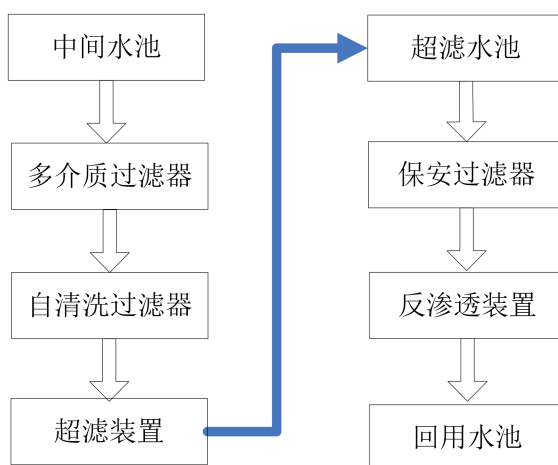 中间水池
多介质过滤器
自清洗过滤器
超滤装置
超滤水池
保安过滤器
反渗透装置
回用水池